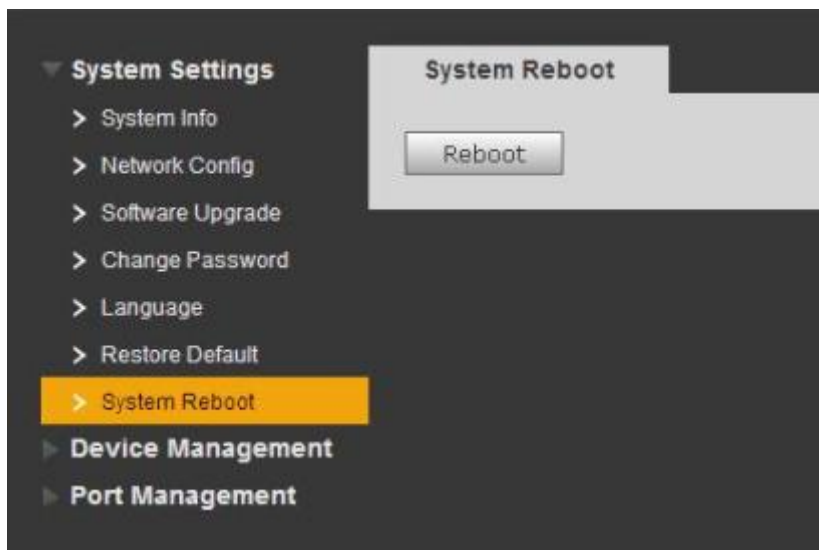 System Settings
System Info
Network Config
Software Upgrade
Change Password
Language
Restore Default
System Reboot
Device Management
Port Management
System Reboot
Reboot